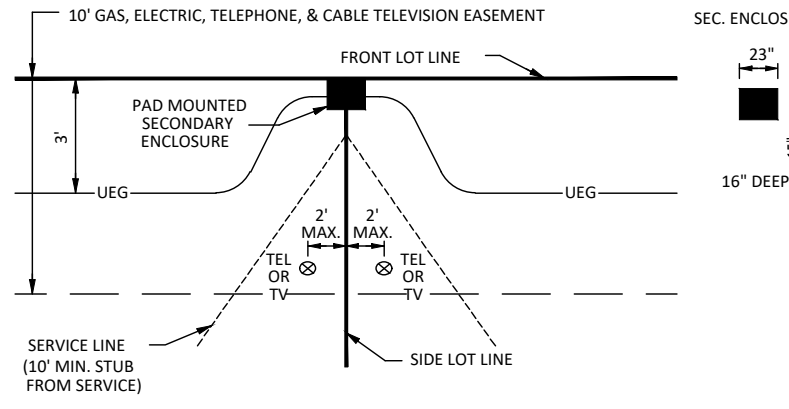 10' GAS, ELECTRIC, TELEPHONE, & CABLE TELEVISION EASEMENT
SEC. ENCLOS
FRONT LOT LINE
23"
PAD MOUNTED
SECONDARY
ENCLOSURE
3'
16" DEEP
UEG
UEG
2'
MAX.
2'
MAX.
TEL
OR
TV
TEL
OR
TV
SERVICE LINE
(10' MIN. STUB
FROM SERVICE)
SIDE LOT LINE